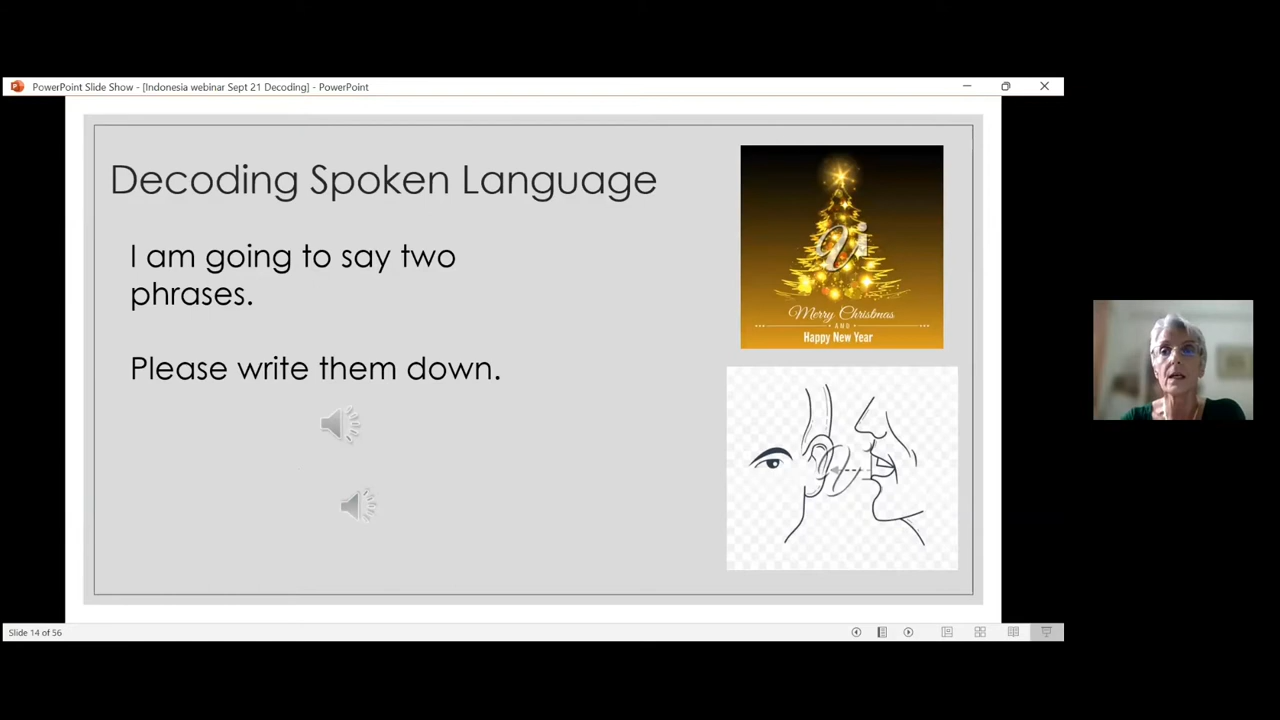 PowerPoint Slide Show - [Indonesia webinar Sept 21 Decoding] - PowerPoint
Decoding Spoken Language
I am going to say two
phrases.
Please write them down.
Merry Christmas
AND
Happy New Year
Slide 14 of 56